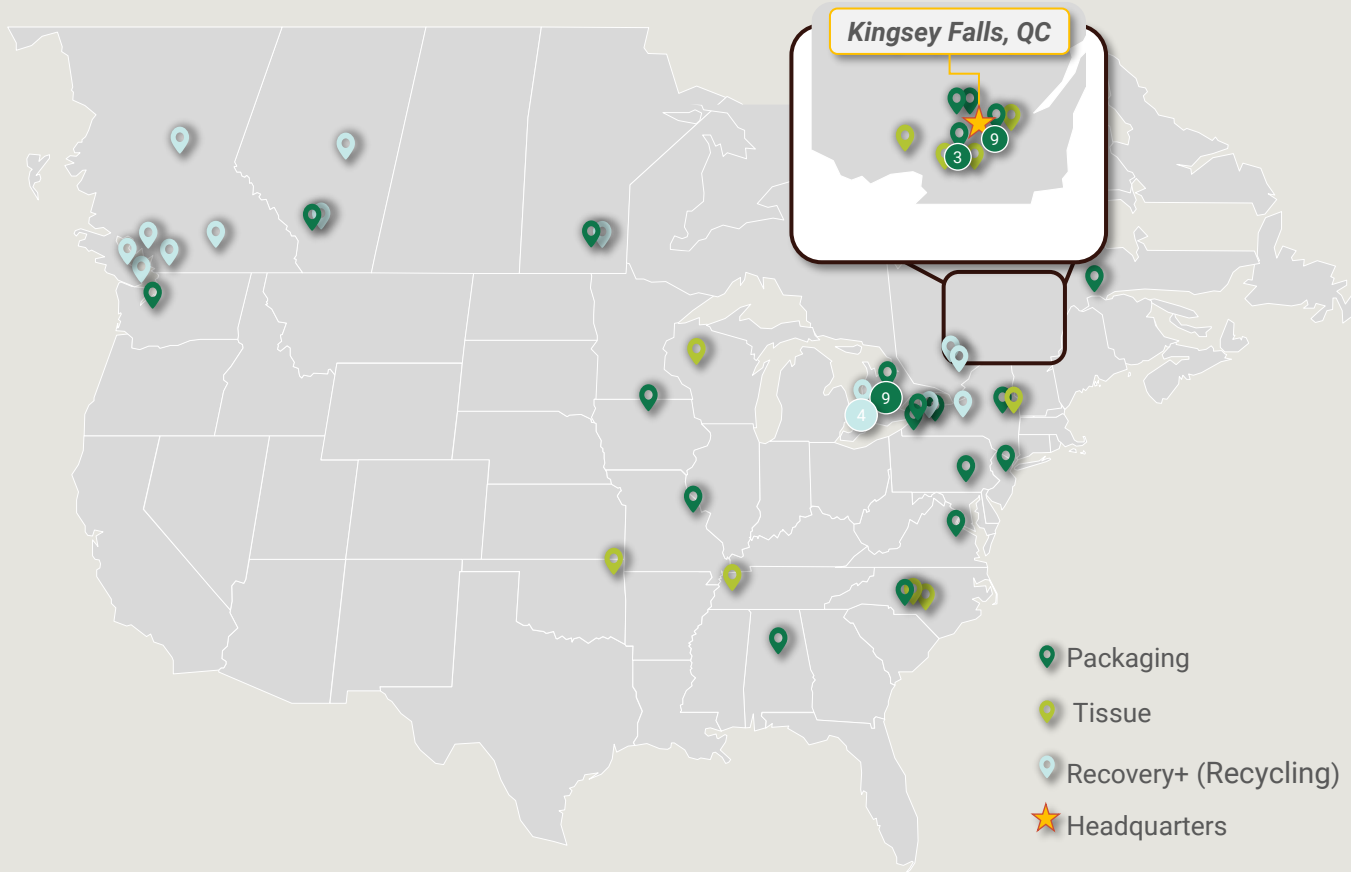 Kingsey Falls, QC
9
3
9
4
Packaging
Tissue
Recovery+ (Recycling)
Headquarters